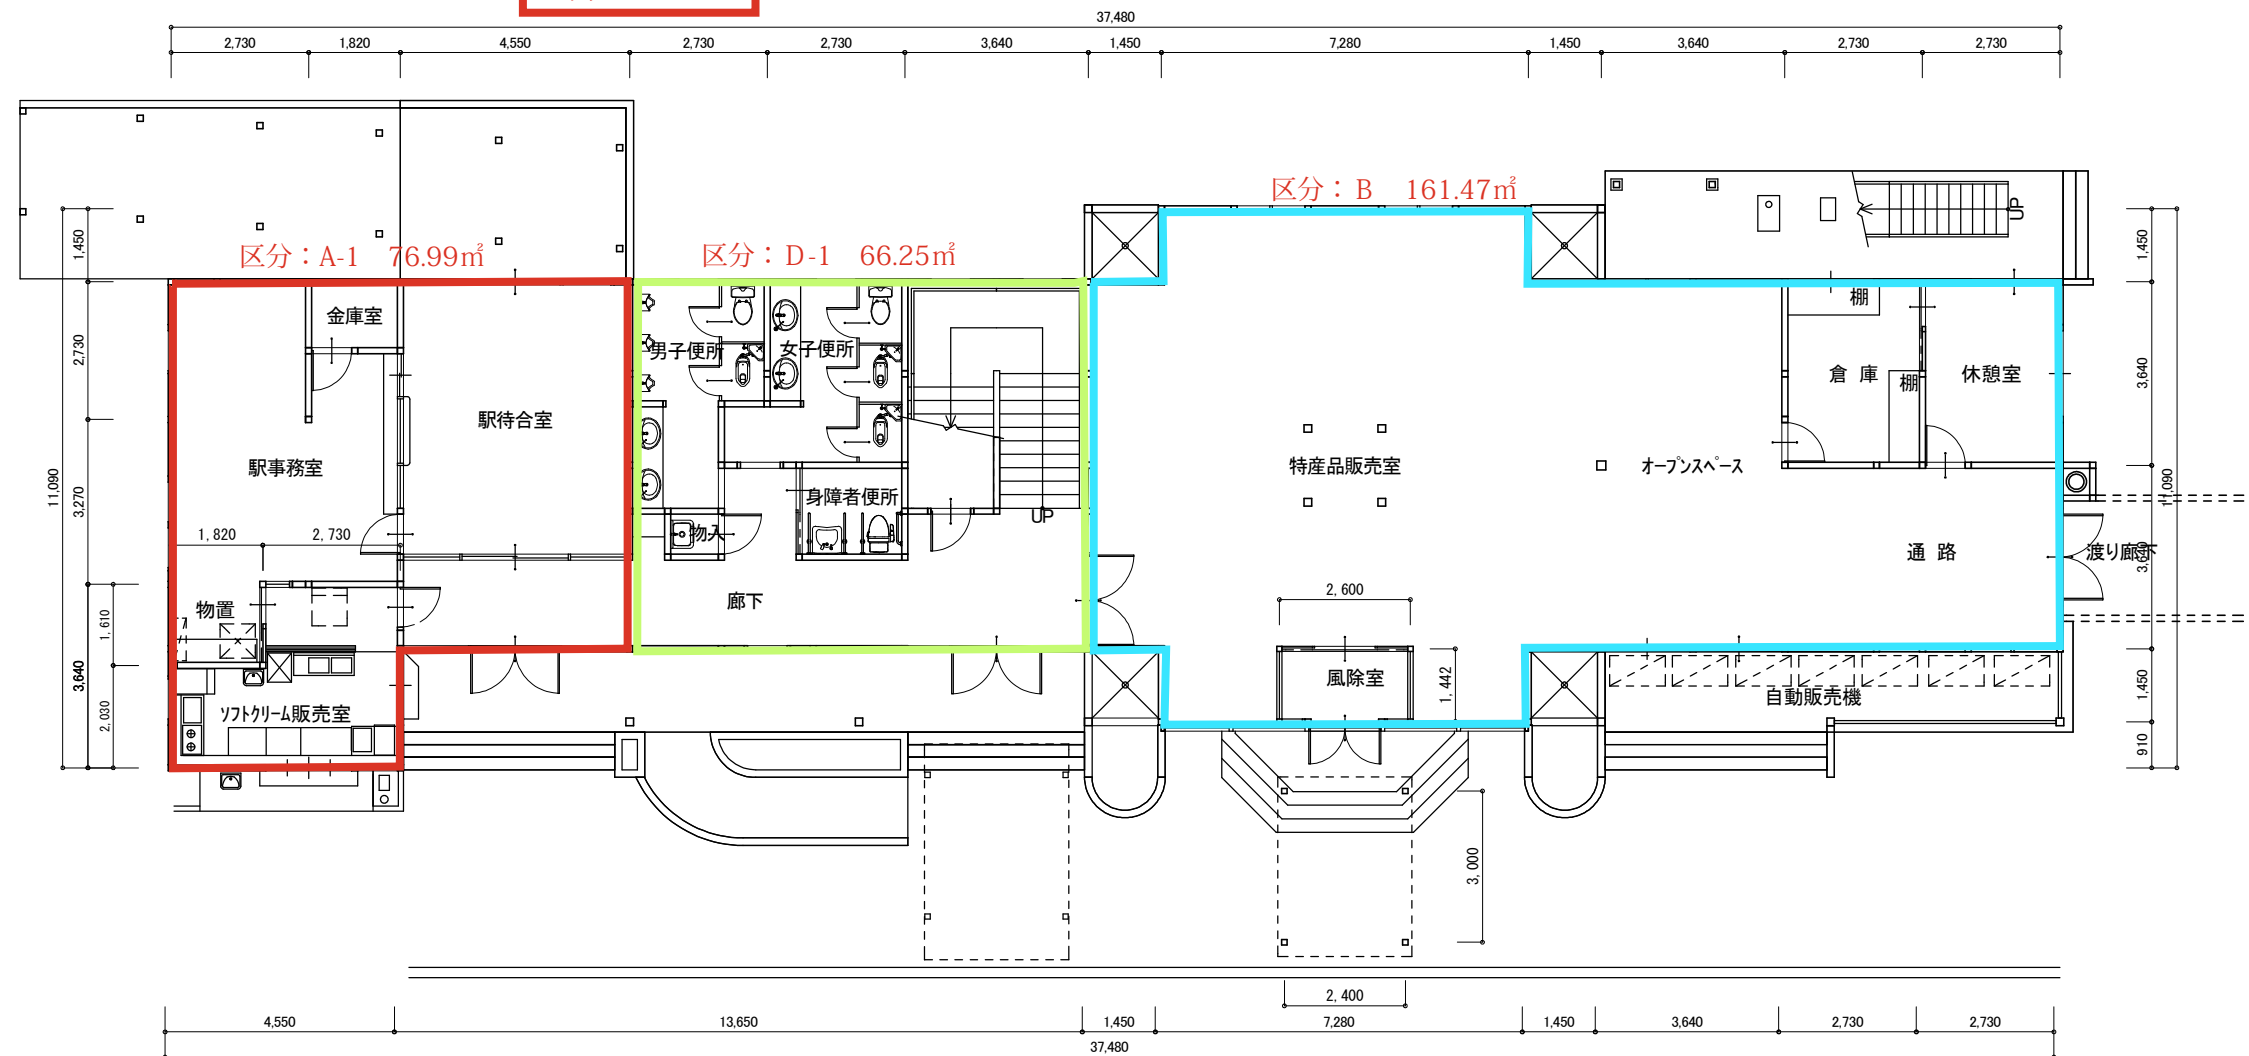 37,480
2,730 1,820 4,550 2,730 2,730 3,640 1,450 7,280 1,450 3,640 2,730 2,730
区分：B 161.47㎡
UP
区分：A-1 76.99㎡
区分：D-1 66.25㎡
1,450
1,450
金庫室
棚
2,730
男子便所
女子便所
3,640
倉 庫
棚
休憩室
駅待合室
駅事務室
特産品販売室
オープンスペース
11,090
3,270
身障者便所
11,090
1,820 2,730
物入
UP
通 路
渡り廊下
3,640
物置
1,610
廊下
2,600
3,640
風除室
1,442
1,450
自動販売機
ソフトクリーム販売室
2,030
910
3,000
2,400
4,550 13,650 1,450 7,280 1,450 3,640 2,730 2,730
37,480